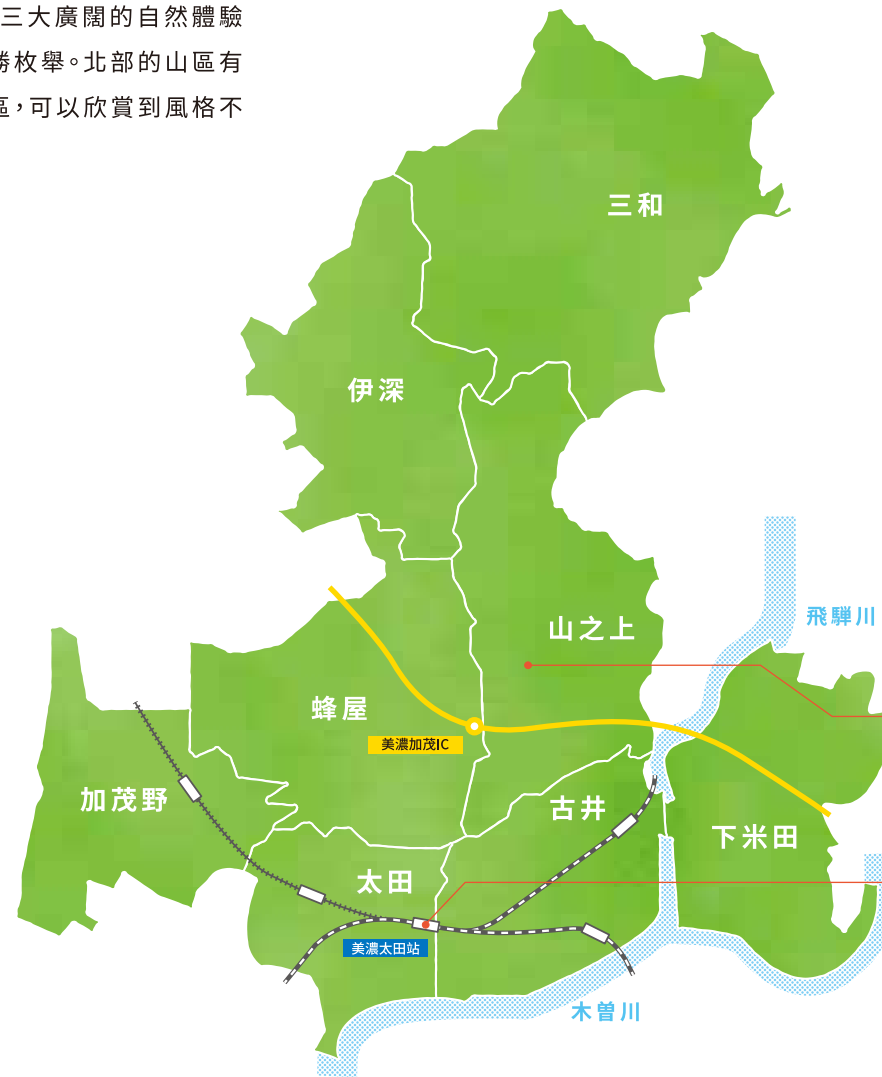 三大廣闊的自然體驗
勝枚舉。北部的山區有
區，可以欣賞到風格不
三和
伊深
飛騨川
山之上
蜂屋
美濃加茂IC
加茂野
古井
下米田
太田
美濃太田站
木曽川